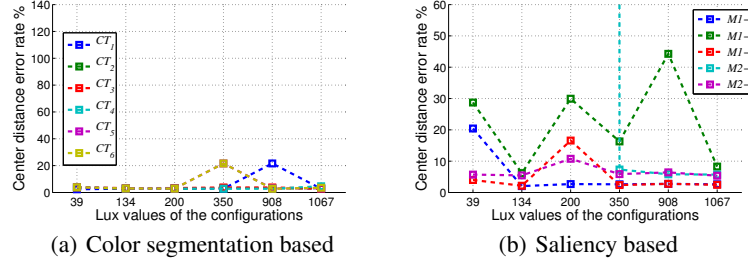 140
120
100
80
60
40
20
0
Center distance error rate %
CT1
CT2
CT3
CT4
CT5
CT6
39 134 200 350 908 1067
Lux values of the configurations
(a) Color segmentation based
60
50
40
30
20
10
0
Center distance error rate %
M1-
M1-
M1-
M2-
M2-
39 134 200 350 908 1067
Lux values of the configurations
(b) Saliency based